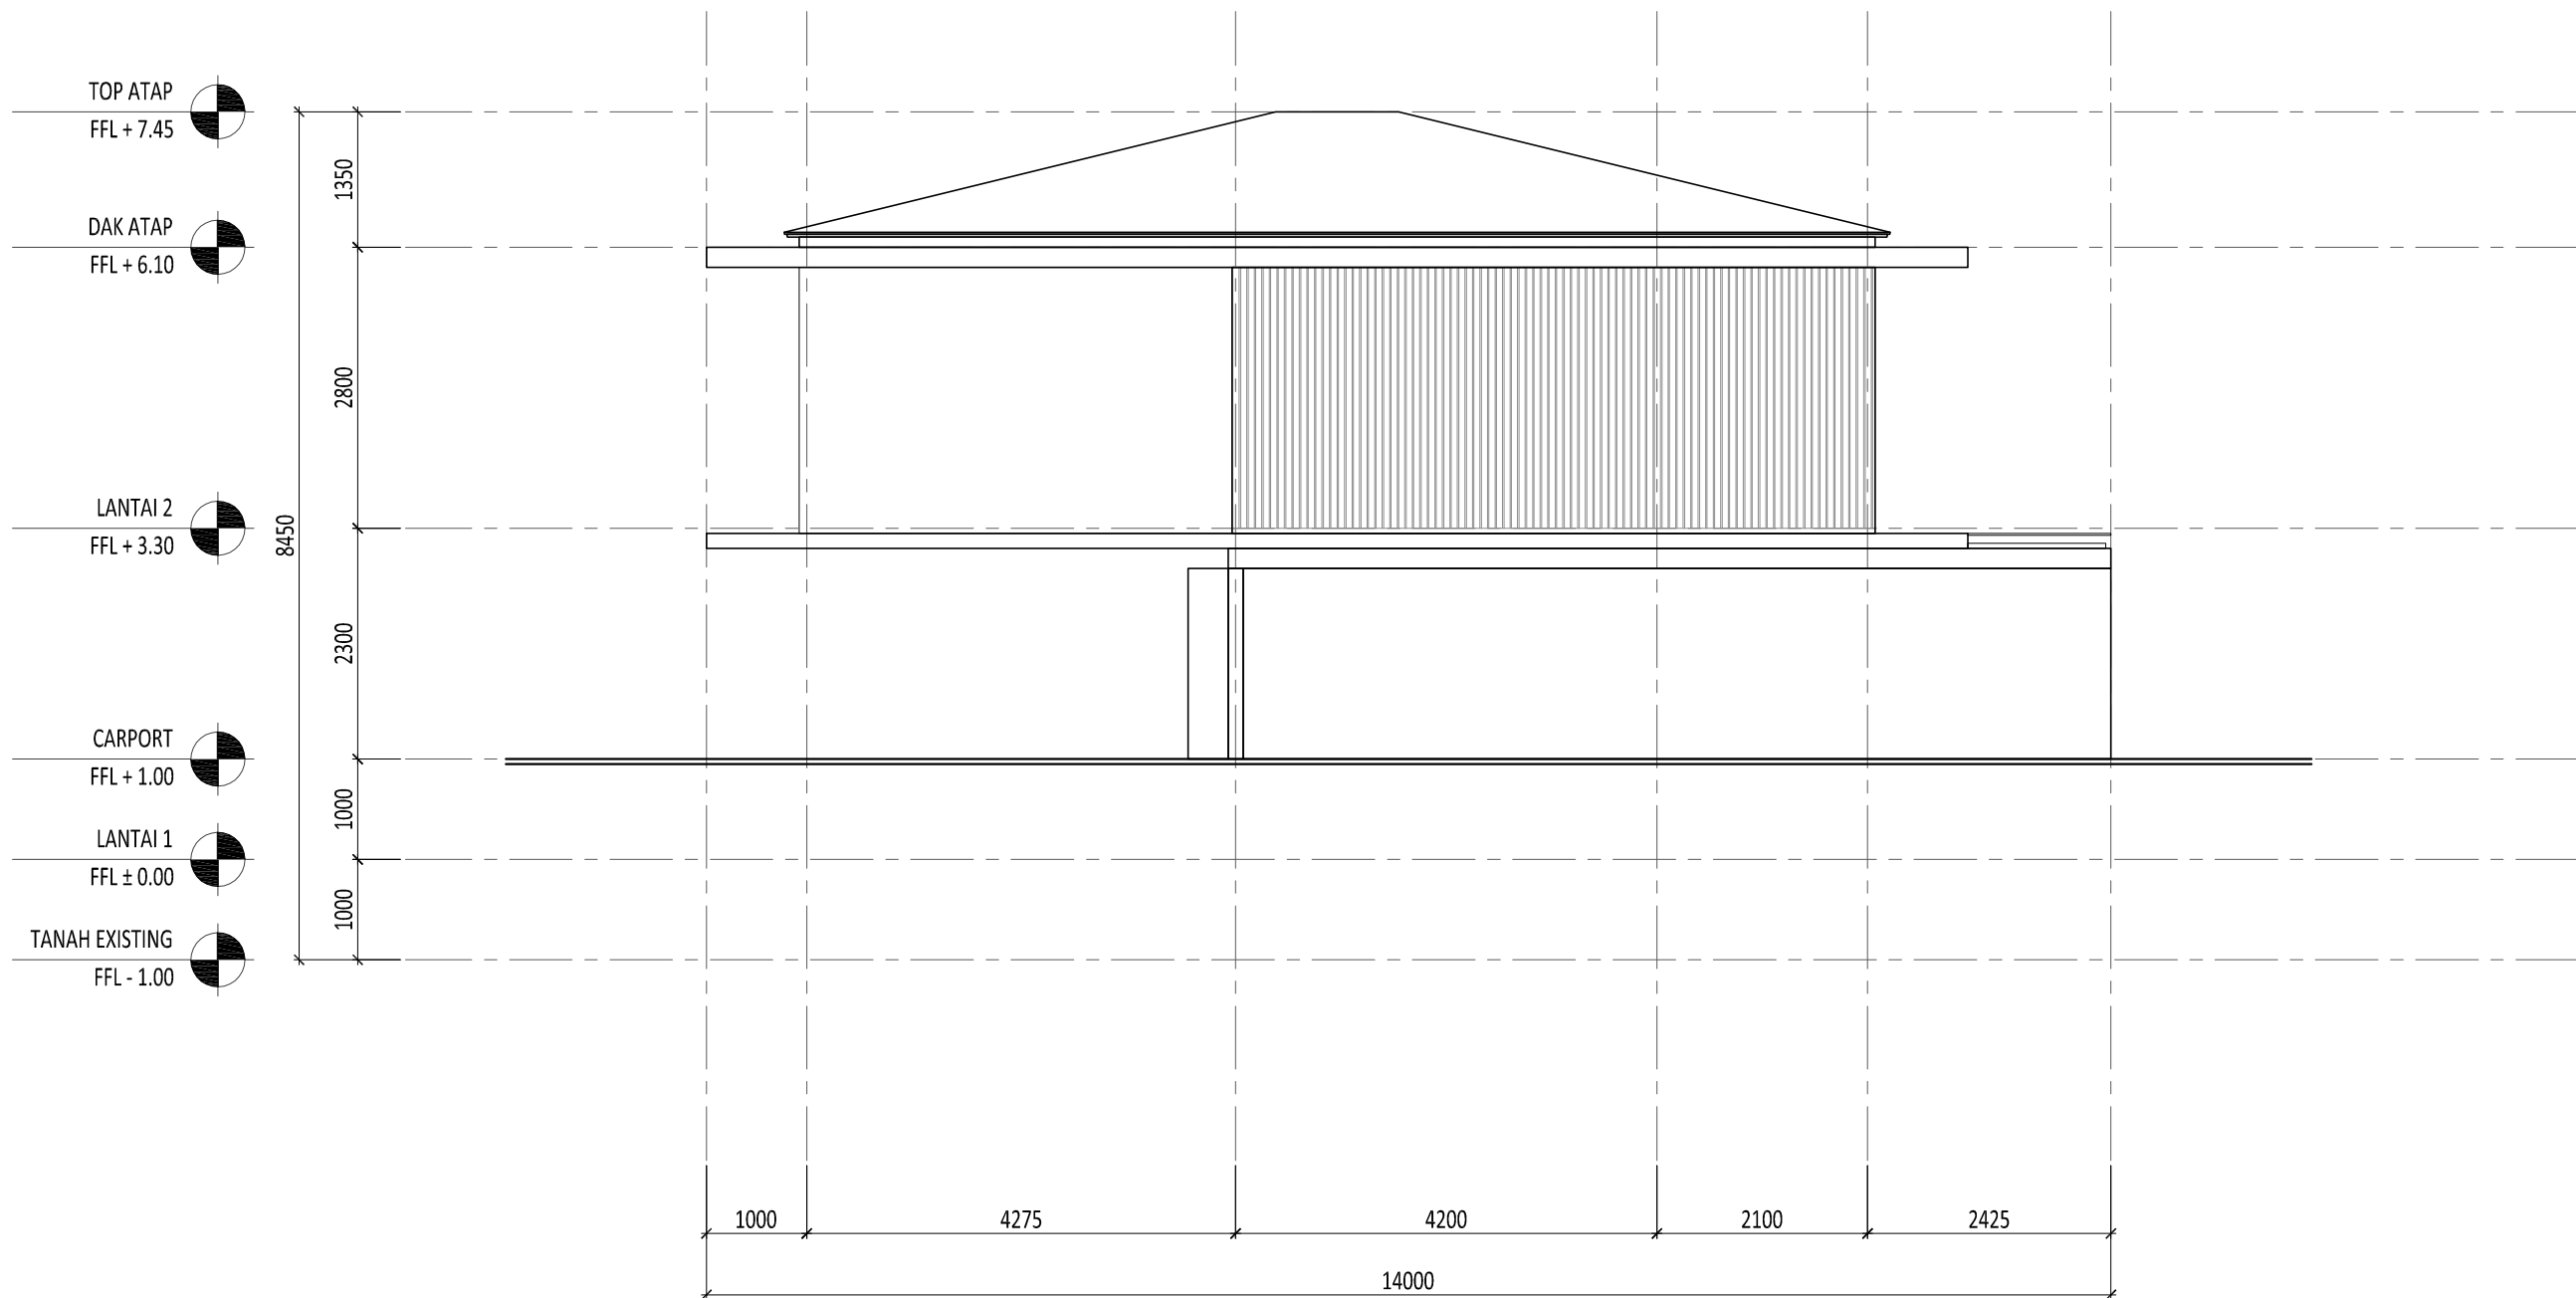 TOP ATAP
FFL + 7.45
1350
DAK ATAP
FFL + 6.10
2800
LANTAI 2
FFL + 3.30
8450
2300
CARPORT
FFL + 1.00
1000
LANTAI 1
FFL ± 0.00
1000
TANAH EXISTING
FFL - 1.00
1000 4275 4200 2100 2425
14000